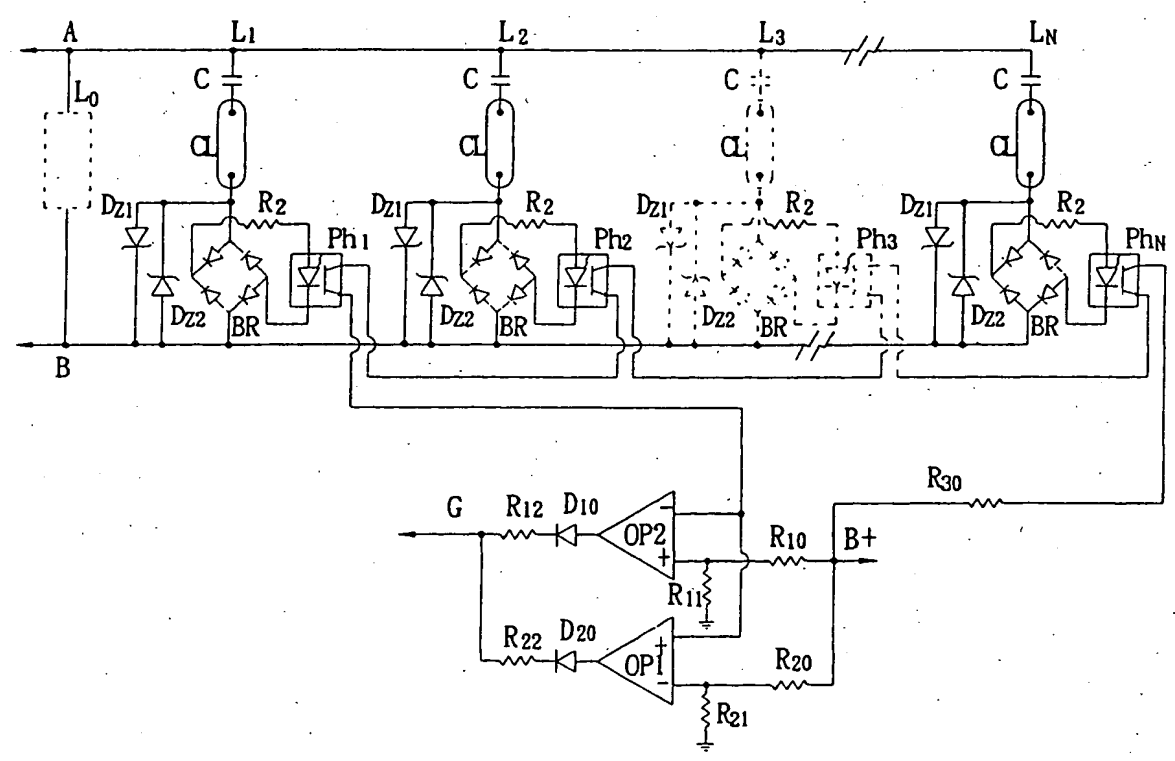 A L1 L2 L3 LN
C C C C
L0
CL CL CL CL
DZ1 R2 DZ1 R2 DZ1 R2 DZ1 R2
Ph1 Ph2 Ph3 PhN
DZ2 BR DZ2 BR DZ2 BR DZ2 BR
B
R30
G R12 D10 OP2 - + R10 B+
R11
R22 D20 OP1 + - R20
R21